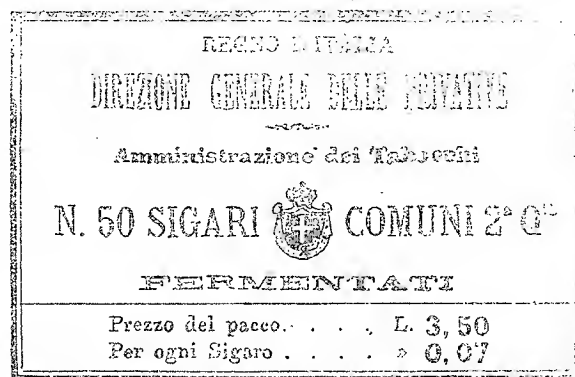 REGNO D'ITALIA
DIREZIONE GENERALE DELLE PRIVATIVE
Amministrazione dei Tabacchi
N. 50 SIGARI COMUNI 2ª Qtà
FERMENTATI
Prezzo del pacco. . . . , L. 3,50
Per ogni Sigaro . . . . » 0,07